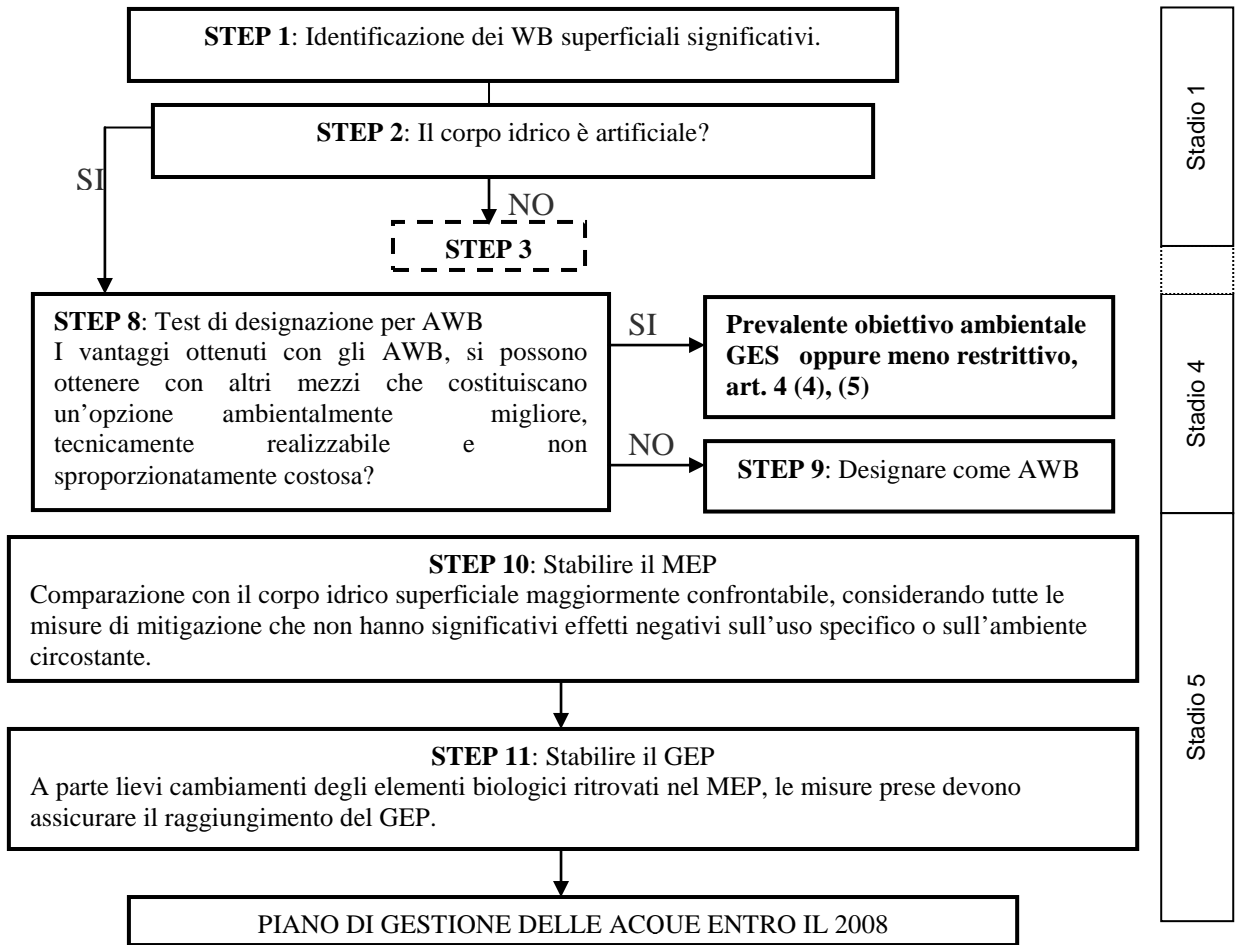 STEP 1: Identificazione dei WB superficiali significativi.
STEP 2: Il corpo idrico è artificiale?
SI
NO
STEP 3
Stadio 1
STEP 8: Test di designazione per AWB
I vantaggi ottenuti con gli AWB, si possono
ottenere con altri mezzi che costituiscano
un'opzione ambientalmente migliore,
tecnicamente realizzabile e non
sproporzionatamente costosa?
SI
Prevalente obiettivo ambientale
GES oppure meno restrittivo,
art. 4 (4), (5)
NO
STEP 9: Designare come AWB
Stadio 4
STEP 10: Stabilire il MEP
Comparazione con il corpo idrico superficiale maggiormente confrontabile, considerando tutte le
misure di mitigazione che non hanno significativi effetti negativi sull'uso specifico o sull'ambiente
circostante.
STEP 11: Stabilire il GEP
A parte lievi cambiamenti degli elementi biologici ritrovati nel MEP, le misure prese devono
assicurare il raggiungimento del GEP.
Stadio 5
PIANO DI GESTIONE DELLE ACQUE ENTRO IL 2008